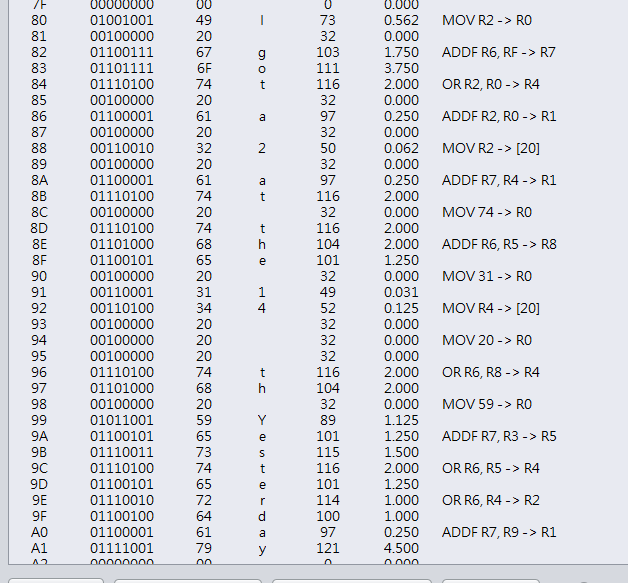 7F 00000000 00 0 0.000
80 01001001 49 I 73 0.562 MOV R2 -> R0
81 00100000 20 32 0.000
82 01100111 67 g 103 1.750 ADDF R6, RF -> R7
83 01101111 6F o 111 3.750
84 01110100 74 t 116 2.000 OR R2, R0 -> R4
85 00100000 20 32 0.000
86 01100001 61 a 97 0.250 ADDF R2, R0 -> R1
87 00100000 20 32 0.000
88 00110010 32 2 50 0.062 MOV R2 -> [20]
89 00100000 20 32 0.000
8A 01100001 61 a 97 0.250 ADDF R7, R4 -> R1
8B 01110100 74 t 116 2.000
8C 00100000 20 32 0.000 MOV 74 -> R0
8D 01110100 74 t 116 2.000
8E 01101000 68 h 104 2.000 ADDF R6, R5 -> R8
8F 01100101 65 e 101 1.250
90 00100000 20 32 0.000 MOV 31 -> R0
91 00110001 31 1 49 0.031
92 00110100 34 4 52 0.125 MOV R4 -> [20]
93 00100000 20 32 0.000
94 00100000 20 32 0.000 MOV 20 -> R0
95 00100000 20 32 0.000
96 01110100 74 t 116 2.000 OR R6, R8 -> R4
97 01101000 68 h 104 2.000
98 00100000 20 32 0.000 MOV 59 -> R0
99 01011001 59 Y 89 1.125
9A 01100101 65 e 101 1.250 ADDF R7, R3 -> R5
9B 01110011 73 s 115 1.500
9C 01110100 74 t 116 2.000 OR R6, R5 -> R4
9D 01100101 65 e 101 1.250
9E 01110010 72 r 114 1.000 OR R6, R4 -> R2
9F 01100100 64 d 100 1.000
A0 01100001 61 a 97 0.250 ADDF R7, R9 -> R1
A1 01111001 79 y 121 4.500
A2 00000000 00 0 0.000